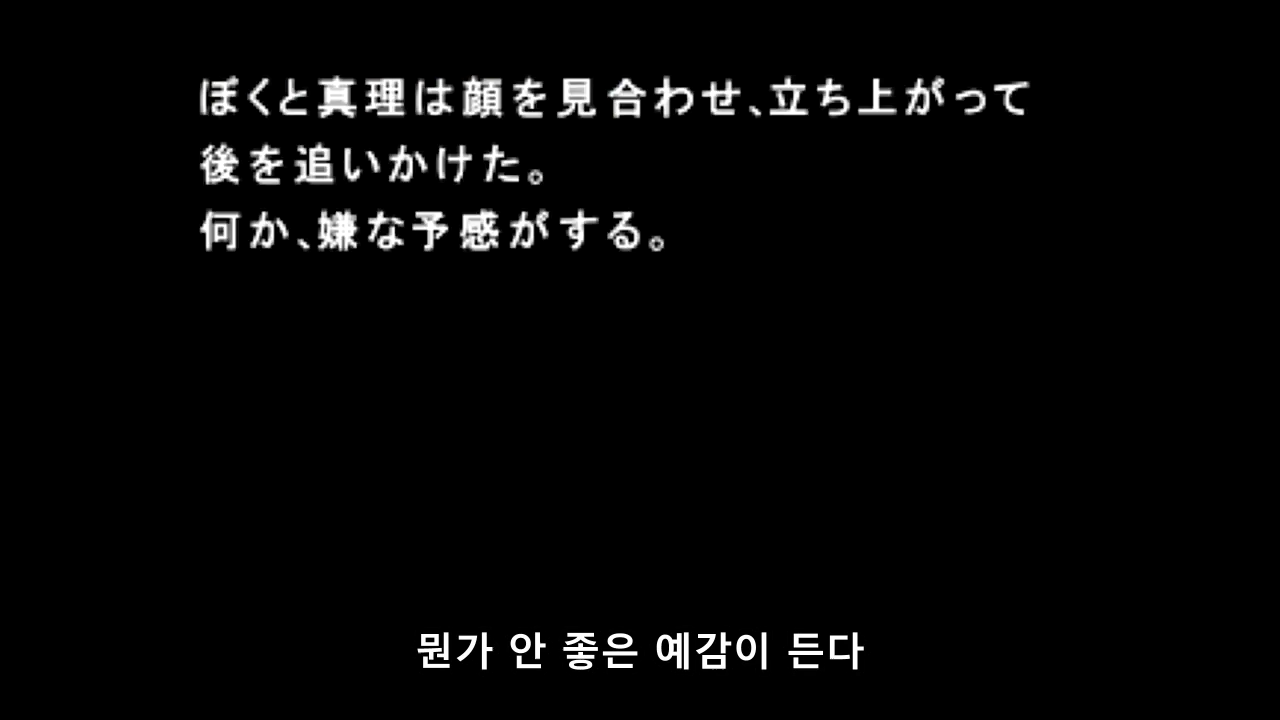 ぼくと真理は顔を見合わせ、立ち上がって
後を追いかけた。
何か、嫌な予感がする。
뭔가 안 좋은 예감이 든다